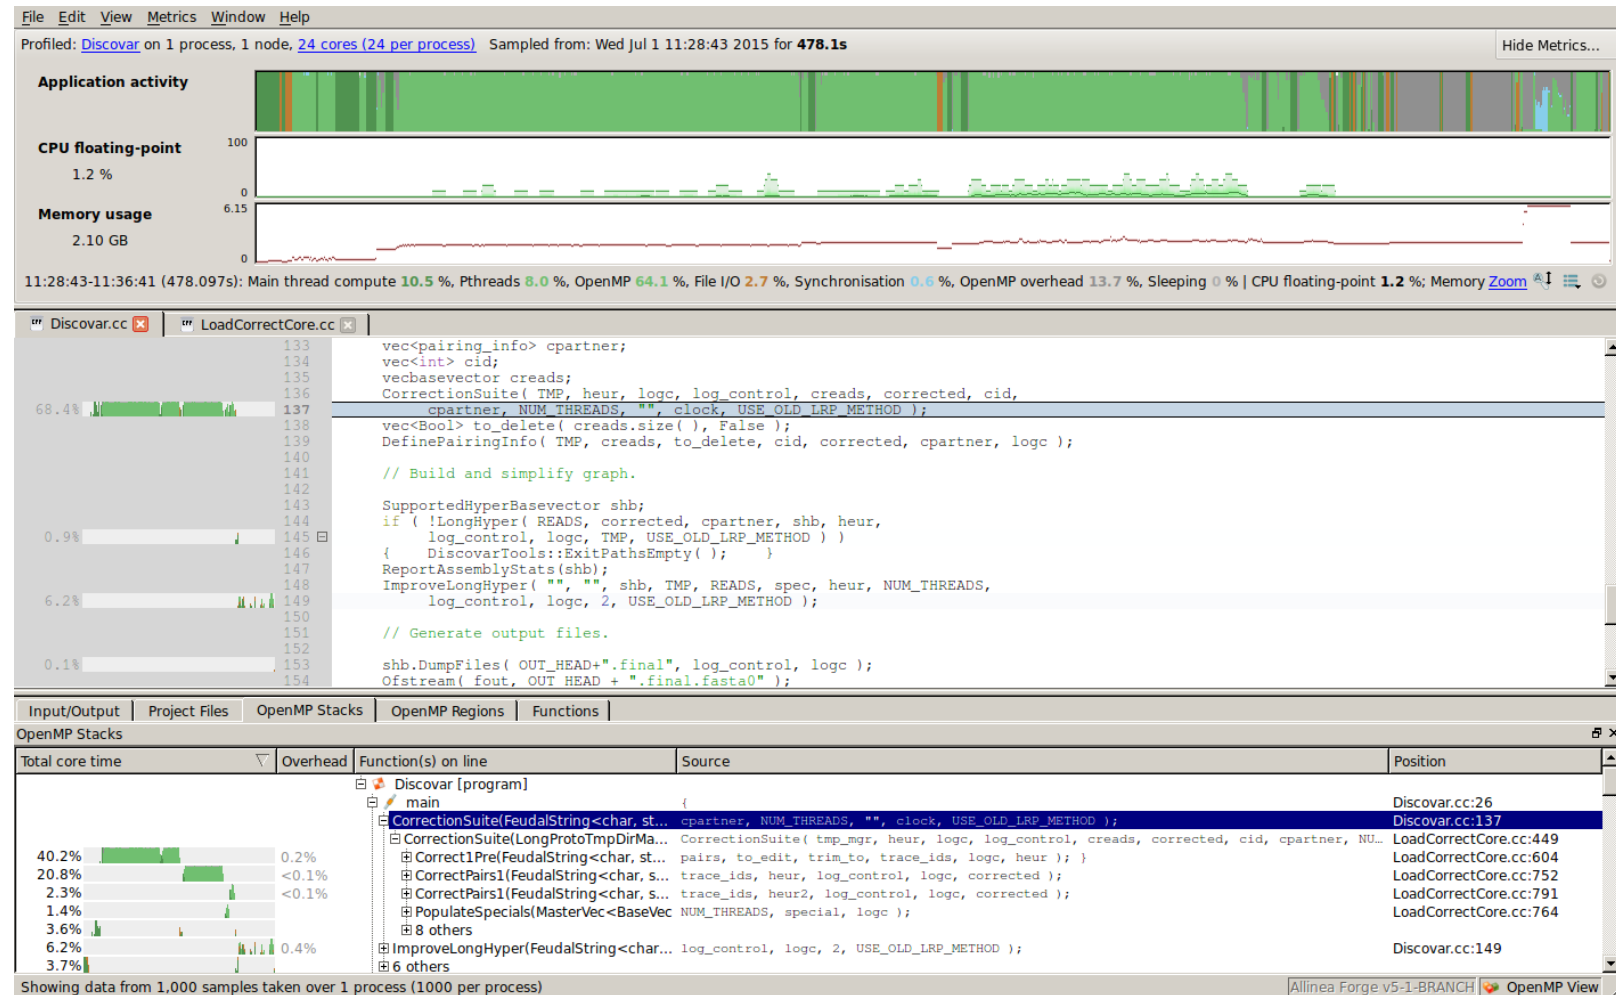 File Edit View Metrics Window Help
Profiled: Discovar on 1 process, 1 node, 24 cores (24 per process) Sampled from: Wed Jul 1 11:28:43 2015 for 478.1s Hide Metrics...
Application activity
CPU floating-point 100
1.2 %
0
Memory usage 6.15
2.10 GB
0
11:28:43-11:36:41 (478.097s): Main thread compute 10.5 %, Pthreads 8.0 %, OpenMP 64.1 %, File I/O 2.7 %, Synchronisation 0.6 %, OpenMP overhead 13.7 %, Sleeping 0 % | CPU floating-point 1.2 %; Memory Zoom
Discovar.cc LoadCorrectCore.cc
133 vec<pairing_info> cpartner;
134 vec<int> cid;
135 vecbasevector creads;
136 CorrectionSuite( TMP, heur, logc, log_control, creads, corrected, cid,
68.4% 137 cpartner, NUM_THREADS, "", clock, USE_OLD_LRP_METHOD );
138 vec<Bool> to_delete( creads.size( ), False );
139 DefinePairingInfo( TMP, creads, to_delete, cid, corrected, cpartner, logc );
140
141 // Build and simplify graph.
142
143 SupportedHyperBasevector shb;
144 if ( !LongHyper( READS, corrected, cpartner, shb, heur,
0.9% 145 log_control, logc, TMP, USE_OLD_LRP_METHOD ) )
146 { DiscovarTools::ExitPathsEmpty( ); }
147 ReportAssemblyStats(shb);
148 ImproveLongHyper( "", "", shb, TMP, READS, spec, heur, NUM_THREADS,
6.2% 149 log_control, logc, 2, USE_OLD_LRP_METHOD );
150
151 // Generate output files.
152
0.1% 153 shb.DumpFiles( OUT_HEAD+".final", log_control, logc );
154 Ofstream( fout, OUT_HEAD + ".final.fasta0" );
Input/Output Project Files OpenMP Stacks OpenMP Regions Functions
OpenMP Stacks
Total core time Overhead Function(s) on line Source Position
Discovar [program]
main { Discovar.cc:26
CorrectionSuite(FeudalString<char, st... cpartner, NUM_THREADS, "", clock, USE_OLD_LRP_METHOD ); Discovar.cc:137
CorrectionSuite(LongProtoTmpDirMa... CorrectionSuite( tmp_mgr, heur, logc, log_control, creads, corrected, cid, cpartner, NU... LoadCorrectCore.cc:449
40.2% 0.2% Correct1Pre(FeudalString<char, st... pairs, to_edit, trim_to, trace_ids, logc, heur ); } LoadCorrectCore.cc:604
20.8% <0.1% CorrectPairs1(FeudalString<char, s... trace_ids, heur, log_control, logc, corrected ); LoadCorrectCore.cc:752
2.3% <0.1% CorrectPairs1(FeudalString<char, s... trace_ids, heur2, log_control, logc, corrected ); LoadCorrectCore.cc:791
1.4% PopulateSpecials(MasterVec<BaseVec NUM_THREADS, special, logc ); LoadCorrectCore.cc:764
3.6% 8 others
6.2% 0.4% ImproveLongHyper(FeudalString<char... log_control, logc, 2, USE_OLD_LRP_METHOD ); Discovar.cc:149
3.7% 6 others
Showing data from 1,000 samples taken over 1 process (1000 per process) Allinea Forge v5-1-BRANCH OpenMP View